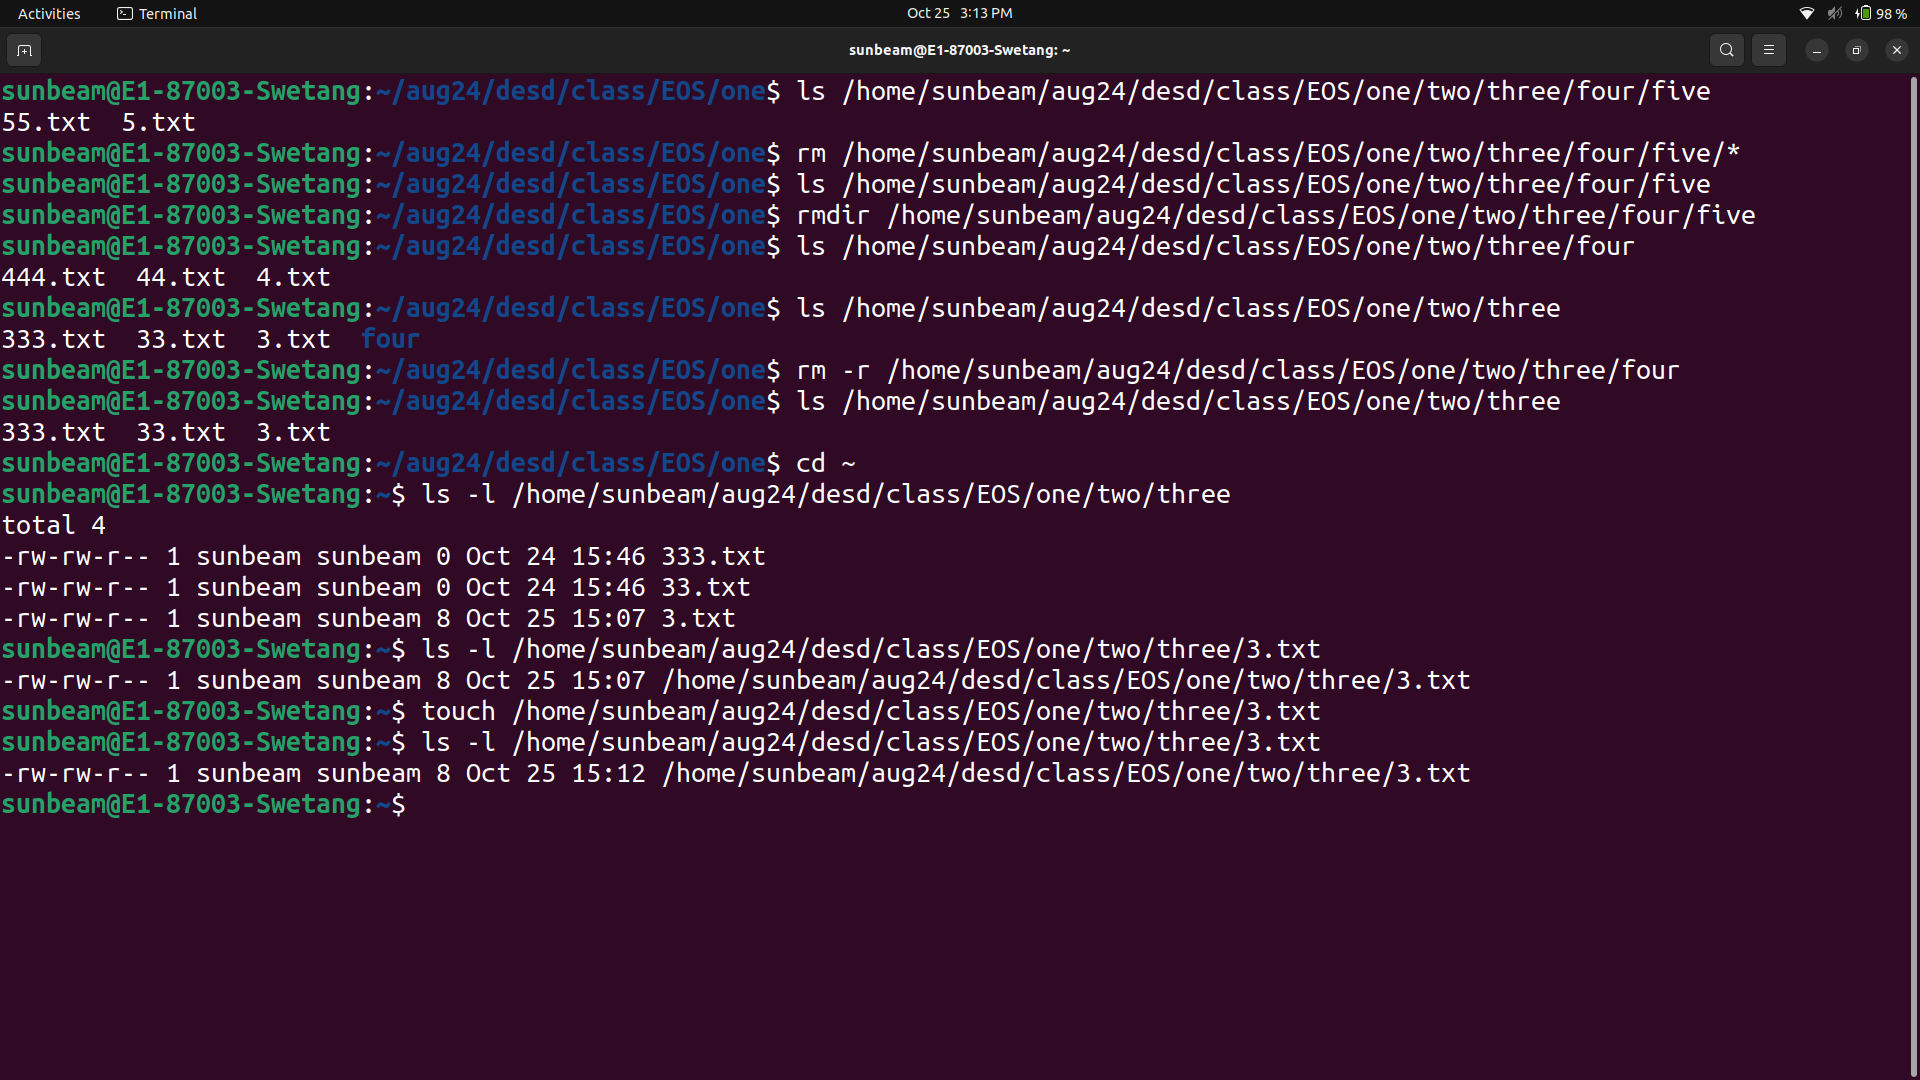 Activities Terminal Oct 25 3:13 PM 98 %
sunbeam@E1-87003-Swetang: ~
sunbeam@E1-87003-Swetang:~/aug24/desd/class/EOS/one$ ls /home/sunbeam/aug24/desd/class/EOS/one/two/three/four/five
55.txt  5.txt
sunbeam@E1-87003-Swetang:~/aug24/desd/class/EOS/one$ rm /home/sunbeam/aug24/desd/class/EOS/one/two/three/four/five/*
sunbeam@E1-87003-Swetang:~/aug24/desd/class/EOS/one$ ls /home/sunbeam/aug24/desd/class/EOS/one/two/three/four/five
sunbeam@E1-87003-Swetang:~/aug24/desd/class/EOS/one$ rmdir /home/sunbeam/aug24/desd/class/EOS/one/two/three/four/five
sunbeam@E1-87003-Swetang:~/aug24/desd/class/EOS/one$ ls /home/sunbeam/aug24/desd/class/EOS/one/two/three/four
444.txt  44.txt  4.txt
sunbeam@E1-87003-Swetang:~/aug24/desd/class/EOS/one$ ls /home/sunbeam/aug24/desd/class/EOS/one/two/three
333.txt  33.txt  3.txt  four
sunbeam@E1-87003-Swetang:~/aug24/desd/class/EOS/one$ rm -r /home/sunbeam/aug24/desd/class/EOS/one/two/three/four
sunbeam@E1-87003-Swetang:~/aug24/desd/class/EOS/one$ ls /home/sunbeam/aug24/desd/class/EOS/one/two/three
333.txt  33.txt  3.txt
sunbeam@E1-87003-Swetang:~/aug24/desd/class/EOS/one$ cd ~
sunbeam@E1-87003-Swetang:~$ ls -l /home/sunbeam/aug24/desd/class/EOS/one/two/three
total 4
-rw-rw-r-- 1 sunbeam sunbeam 0 Oct 24 15:46 333.txt
-rw-rw-r-- 1 sunbeam sunbeam 0 Oct 24 15:46 33.txt
-rw-rw-r-- 1 sunbeam sunbeam 8 Oct 25 15:07 3.txt
sunbeam@E1-87003-Swetang:~$ ls -l /home/sunbeam/aug24/desd/class/EOS/one/two/three/3.txt
-rw-rw-r-- 1 sunbeam sunbeam 8 Oct 25 15:07 /home/sunbeam/aug24/desd/class/EOS/one/two/three/3.txt
sunbeam@E1-87003-Swetang:~$ touch /home/sunbeam/aug24/desd/class/EOS/one/two/three/3.txt
sunbeam@E1-87003-Swetang:~$ ls -l /home/sunbeam/aug24/desd/class/EOS/one/two/three/3.txt
-rw-rw-r-- 1 sunbeam sunbeam 8 Oct 25 15:12 /home/sunbeam/aug24/desd/class/EOS/one/two/three/3.txt
sunbeam@E1-87003-Swetang:~$